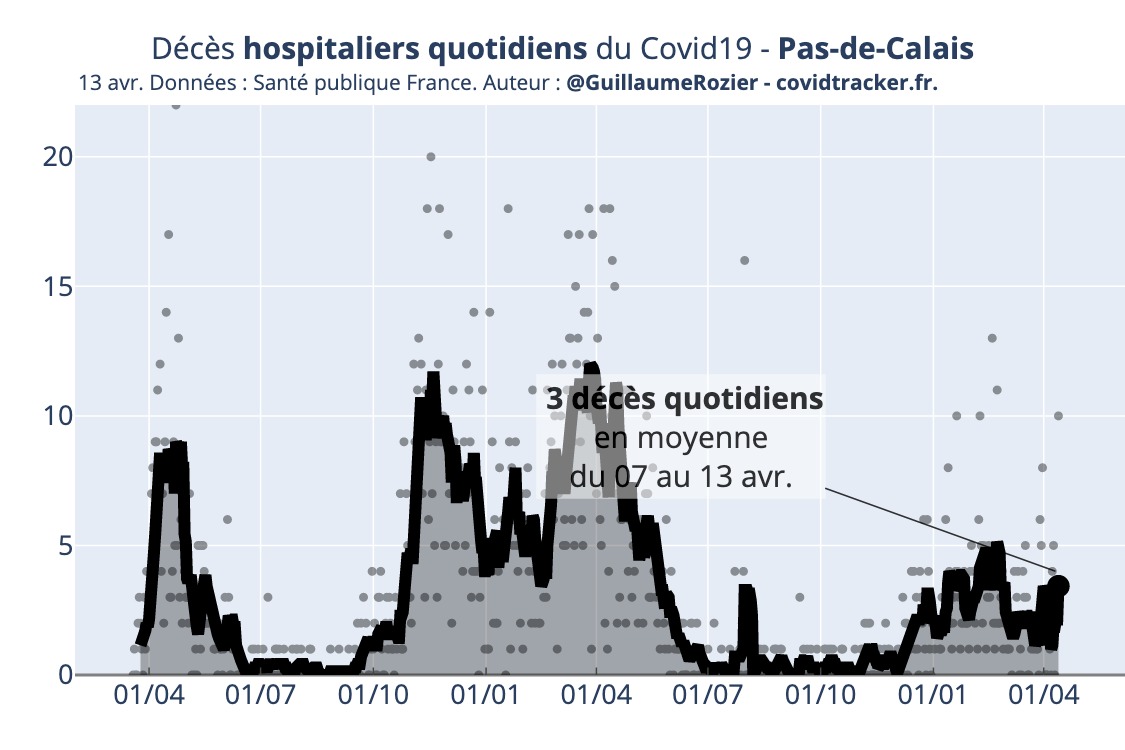 Décès hospitaliers quotidiens du Covid19 - Pas-de-Calais
13 avr. Données : Santé publique France. Auteur : @GuillaumeRozier - covidtracker.fr.
20
15
10
5
0
3 décès quotidiens
en moyenne
du 07 au 13 avr.
01/04 01/07 01/10 01/01 01/04 01/07 01/10 01/01 01/04